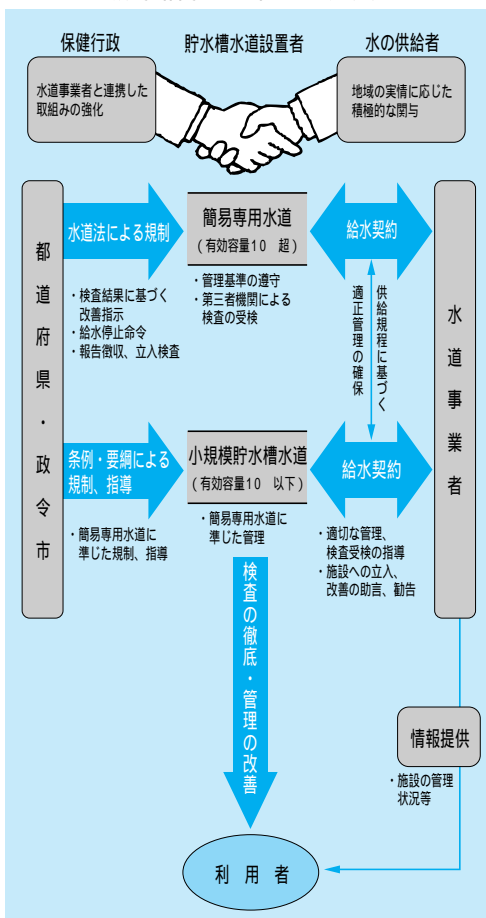 保健行政
貯水槽水道設置者
水の供給者
水道事業者と連携した
取組みの強化
地域の実情に応じた
積極的な関与
都道府県・政令市
水道法による規制
・検査結果に基づく
改善指示
・給水停止命令
・報告徴収、立入検査
簡易専用水道
(有効容量10 超)
・管理基準の遵守
・第三者機関による
検査の受検
給水契約
供給規程に基づく
適正管理の確保
水道事業者
条例・要綱による
規制、指導
・簡易専用水道に
準じた規制、指導
小規模貯水槽水道
(有効容量10 以下)
・簡易専用水道に
準じた管理
給水契約
・適切な管理、
検査受検の指導
・施設への立入、
改善の助言、勧告
検査の徹底・管理の改善
情報提供
・施設の管理
状況等
利用者